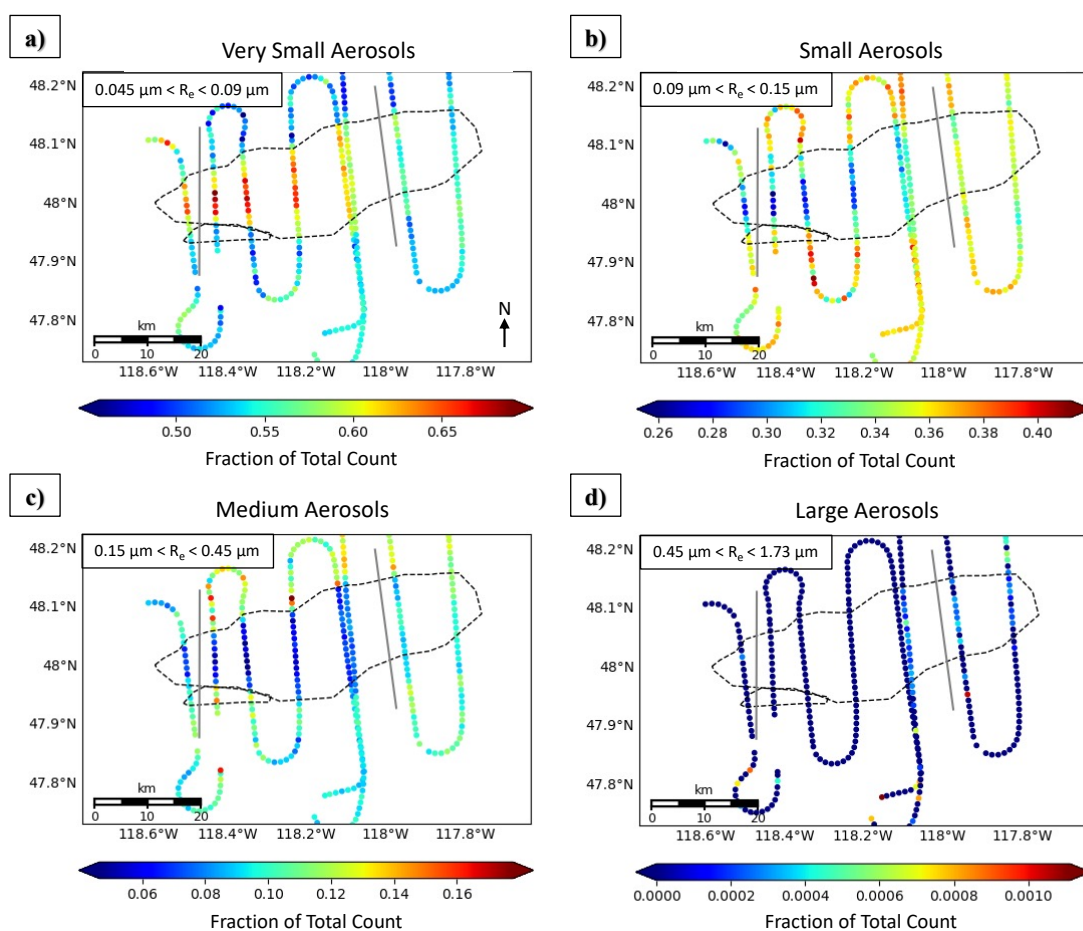 a)
Very Small Aerosols
0.045 μm < Re < 0.09 μm
48.2°N
48.1°N
48°N
47.9°N
47.8°N
km
0 10 20
N
118.6°W 118.4°W 118.2°W 118°W 117.8°W
0.50 0.55 0.60 0.65
Fraction of Total Count
b)
Small Aerosols
0.09 μm < Re < 0.15 μm
48.2°N
48.1°N
48°N
47.9°N
47.8°N
km
0 10 20
118.6°W 118.4°W 118.2°W 118°W 117.8°W
0.26 0.28 0.30 0.32 0.34 0.36 0.38 0.40
Fraction of Total Count
c)
Medium Aerosols
0.15 μm < Re < 0.45 μm
48.2°N
48.1°N
48°N
47.9°N
47.8°N
km
0 10 20
118.6°W 118.4°W 118.2°W 118°W 117.8°W
0.06 0.08 0.10 0.12 0.14 0.16
Fraction of Total Count
d)
Large Aerosols
0.45 μm < Re < 1.73 μm
48.2°N
48.1°N
48°N
47.9°N
47.8°N
km
0 10 20
118.6°W 118.4°W 118.2°W 118°W 117.8°W
0.0000 0.0002 0.0004 0.0006 0.0008 0.0010
Fraction of Total Count